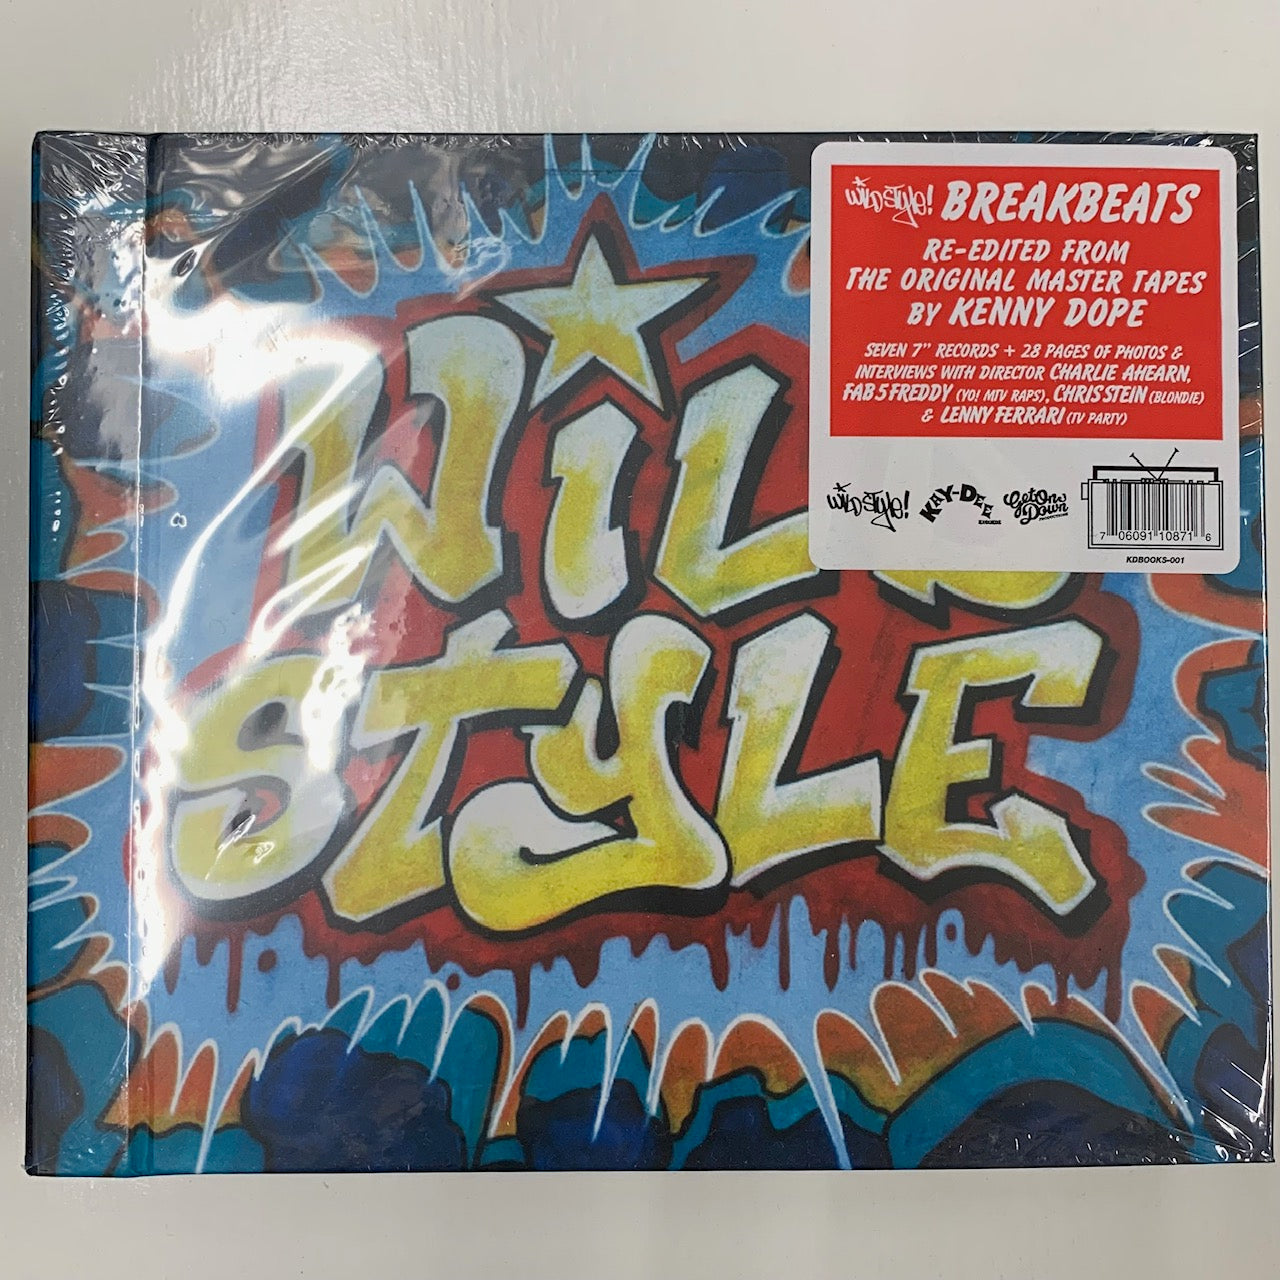 Wild Style! BREAKBEATS
RE-EDITED FROM
THE ORIGINAL MASTER TAPES
BY KENNY DOPE
SEVEN 7" RECORDS + 28 PAGES OF PHOTOS &
INTERVIEWS WITH DIRECTOR CHARLIE AHEARN,
FAB 5 FREDDY (YO! MTV RAPS), CHRIS STEIN (BLONDIE)
& LENNY FERRARI (TV PARTY)
Wild Style! KAY-DEE RECORDS Get On Down PRODUCTIONS
7 06091 10871 6
KDBOOKS-001
WILD
STYLE